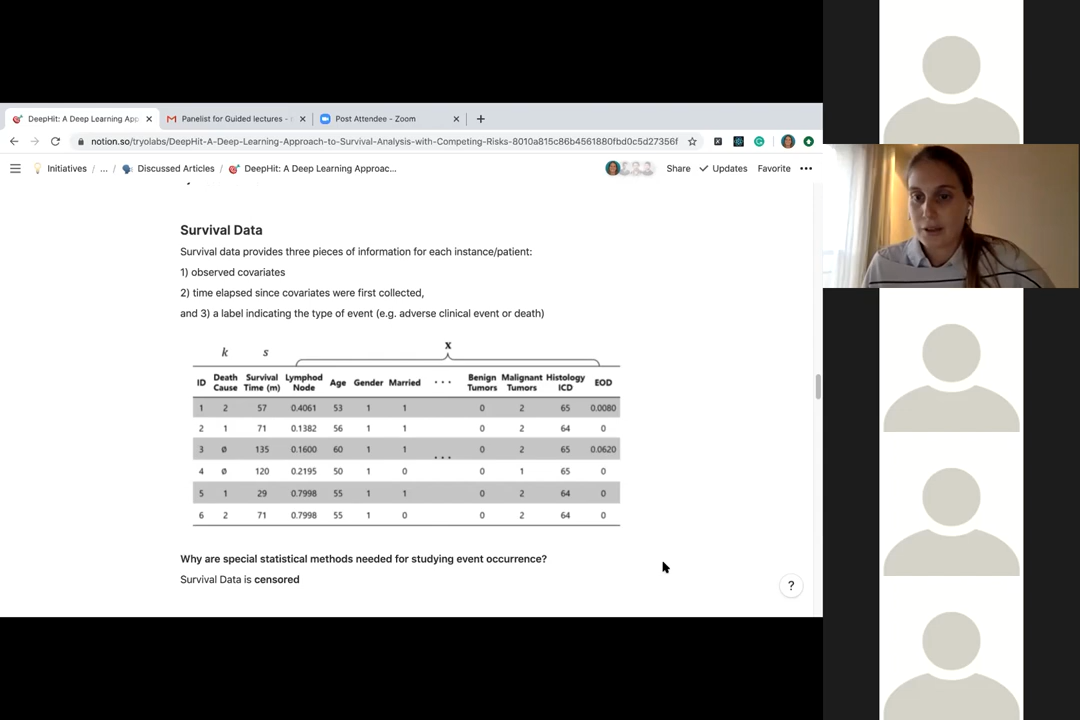 DeepHit: A Deep Learning App
Panelist for Guided lectures -
Post Attendee - Zoom
notion.so/tryolabs/DeepHit-A-Deep-Learning-Approach-to-Survival-Analysis-with-Competing-Risks-8010a815c86b4561880fbd0c5d27356f
Initiatives / ... / Discussed Articles / DeepHit: A Deep Learning Approac...
Share Updates Favorite
Survival Data
Survival data provides three pieces of information for each instance/patient:
1) observed covariates
2) time elapsed since covariates were first collected,
and 3) a label indicating the type of event (e.g. adverse clinical event or death)
k s x
ID Death Cause Survival Time (m) Lymphod Node Age Gender Married ... Benign Tumors Malignant Tumors Histology ICD EOD
1 2 57 0.4061 53 1 1 0 2 65 0.0080
2 1 71 0.1382 56 1 1 0 2 64 0
3 ø 135 0.1600 60 1 1 ... 0 2 65 0.0620
4 ø 120 0.2195 50 1 0 0 1 65 0
5 1 29 0.7998 55 1 1 0 2 64 0
6 2 71 0.7998 55 1 0 0 2 64 0
Why are special statistical methods needed for studying event occurrence?
Survival Data is censored
?